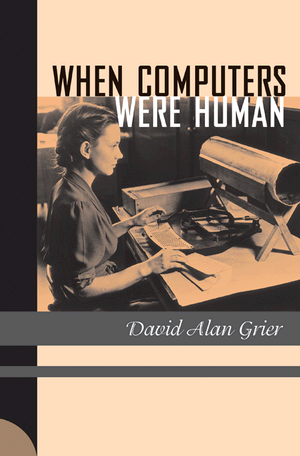 WHEN COMPUTERS
WERE HUMAN
David Alan Grier